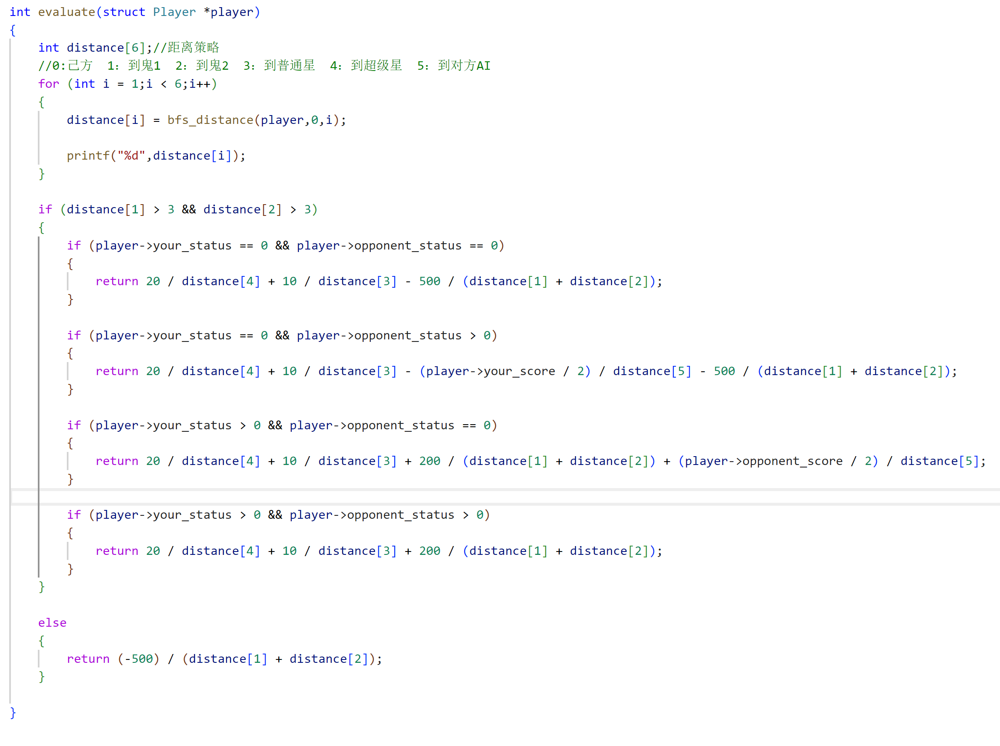 int evaluate(struct Player *player)
{
    int distance[6];//距离策略
    //0:己方  1：到鬼1  2：到鬼2  3：到普通星  4：到超级星  5：到对方AI
    for (int i = 1;i < 6;i++)
    {
        distance[i] = bfs_distance(player,0,i);

        printf("%d",distance[i]);
    }

    if (distance[1] > 3 && distance[2] > 3)
    {
        if (player->your_status == 0 && player->opponent_status == 0)
        {
            return 20 / distance[4] + 10 / distance[3] - 500 / (distance[1] + distance[2]);
        }

        if (player->your_status == 0 && player->opponent_status > 0)
        {
            return 20 / distance[4] + 10 / distance[3] - (player->your_score / 2) / distance[5] - 500 / (distance[1] + distance[2]);
        }

        if (player->your_status > 0 && player->opponent_status == 0)
        {
            return 20 / distance[4] + 10 / distance[3] + 200 / (distance[1] + distance[2]) + (player->opponent_score / 2) / distance[5];
        }

        if (player->your_status > 0 && player->opponent_status > 0)
        {
            return 20 / distance[4] + 10 / distance[3] + 200 / (distance[1] + distance[2]);
        }
    }

    else
    {
        return (-500) / (distance[1] + distance[2]);
    }

}